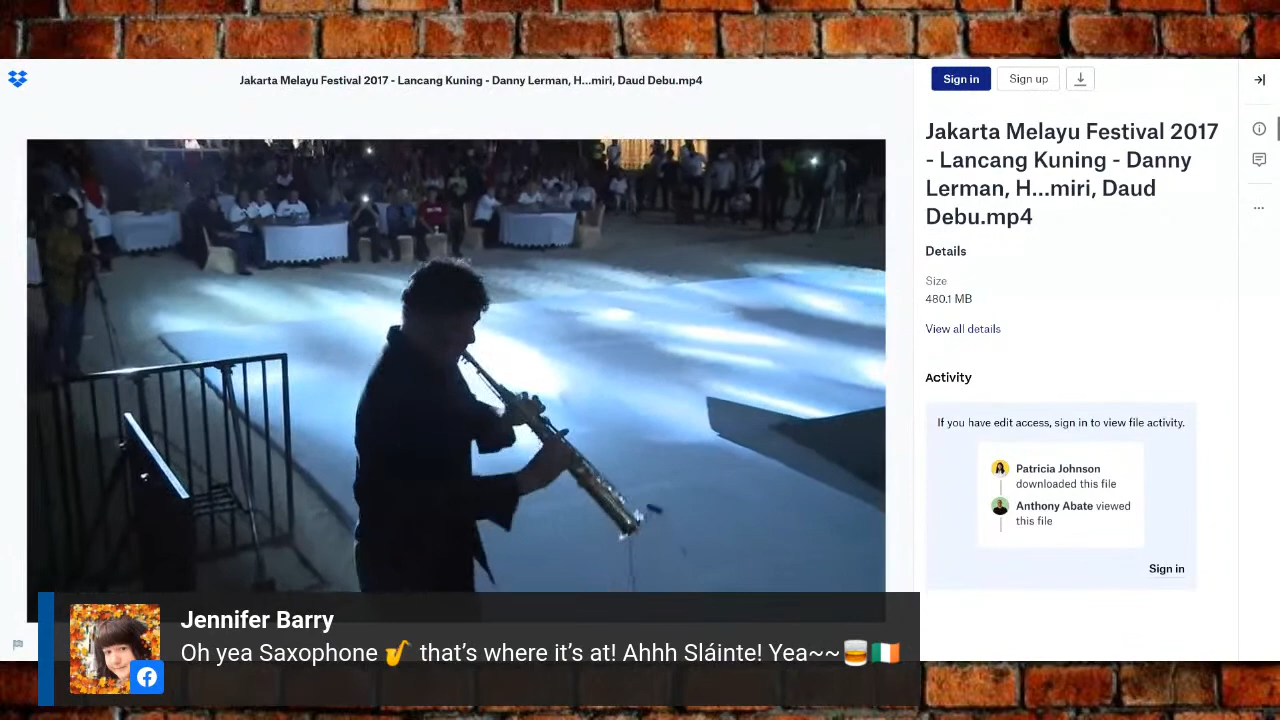 Jakarta Melayu Festival 2017 - Lancang Kuning - Danny Lerman, H...miri, Daud Debu.mp4
Sign in
Sign up
Jakarta Melayu Festival 2017
- Lancang Kuning - Danny
Lerman, H...miri, Daud
Debu.mp4
Details
Size
480.1 MB
View all details
Activity
If you have edit access, sign in to view file activity.
Patricia Johnson
downloaded this file
Anthony Abate viewed
this file
Sign in
Jennifer Barry
Oh yea Saxophone 🎷 that’s where it’s at! Ahhh Sláinte! Yea~~🥃🇮🇪